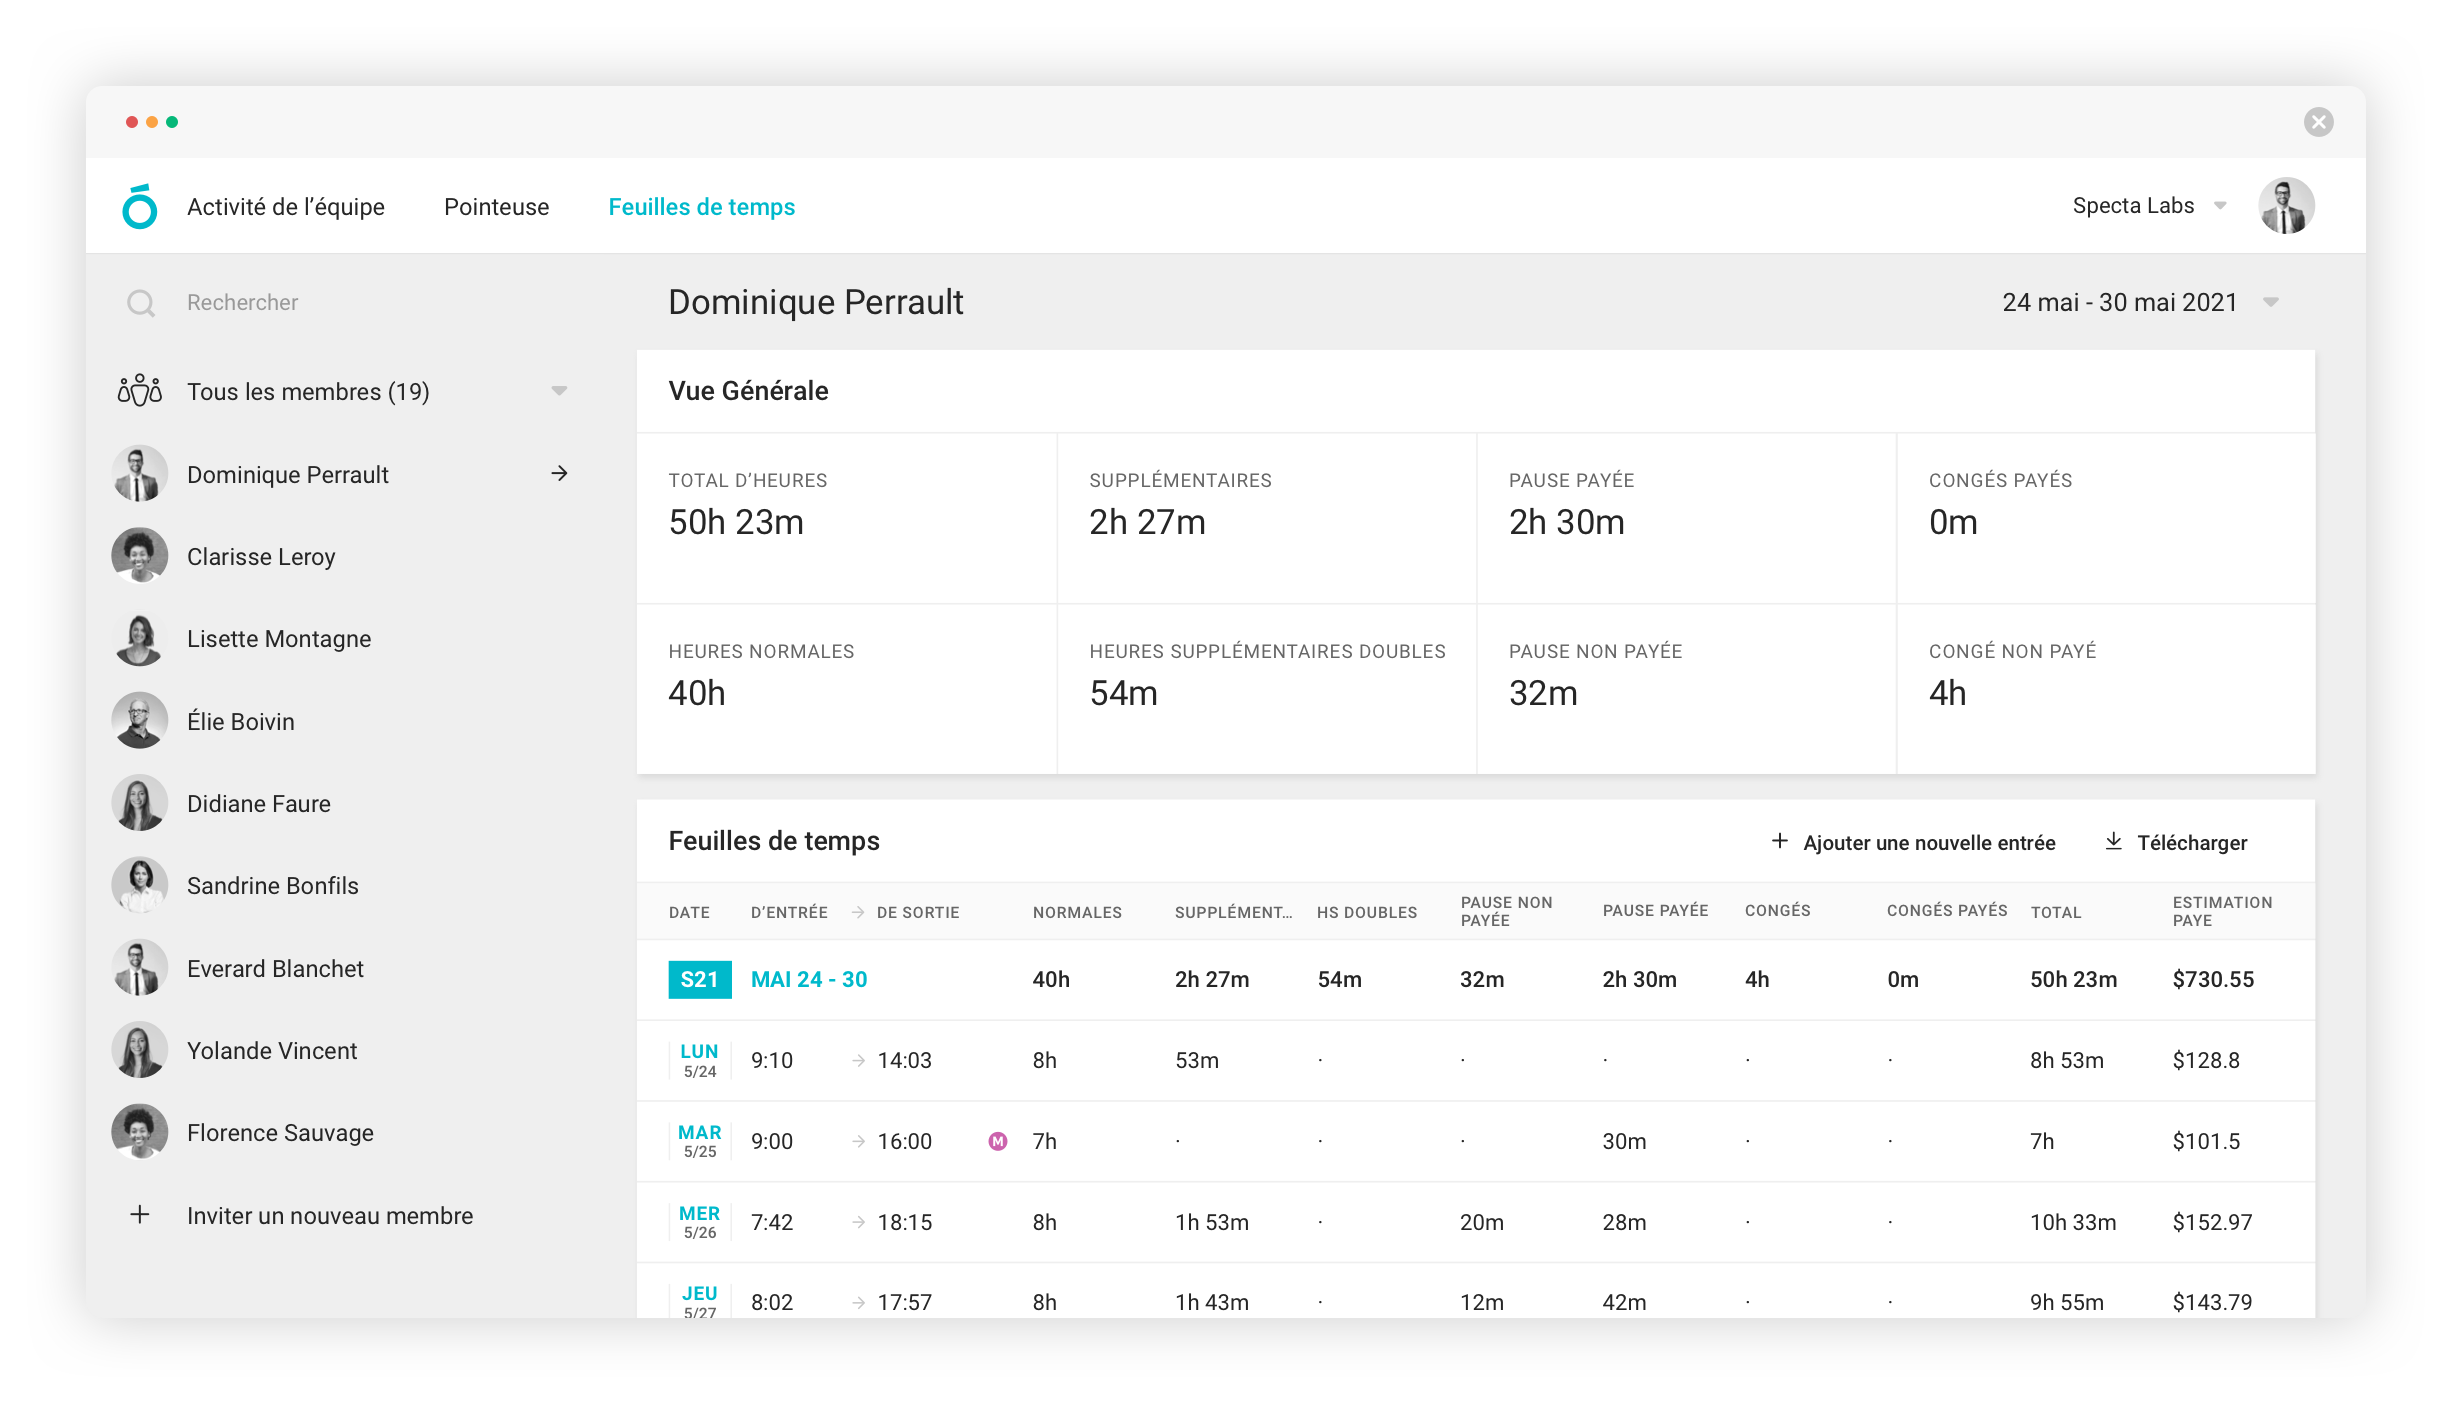 Activité de l’équipe Pointeuse Feuilles de temps Specta Labs
Rechercher
Tous les membres (19)
Dominique Perrault
Clarisse Leroy
Lisette Montagne
Élie Boivin
Didiane Faure
Sandrine Bonfils
Everard Blanchet
Yolande Vincent
Florence Sauvage
Inviter un nouveau membre
Dominique Perrault 24 mai - 30 mai 2021
Vue Générale
TOTAL D’HEURES SUPPLÉMENTAIRES PAUSE PAYÉE CONGÉS PAYÉS
50h 23m 2h 27m 2h 30m 0m
HEURES NORMALES HEURES SUPPLÉMENTAIRES DOUBLES PAUSE NON PAYÉE CONGÉ NON PAYÉ
40h 54m 32m 4h
Feuilles de temps Ajouter une nouvelle entrée Télécharger
DATE D’ENTRÉE → DE SORTIE NORMALES SUPPLÉMENT... HS DOUBLES PAUSE NON PAYÉE PAUSE PAYÉE CONGÉS CONGÉS PAYÉS TOTAL ESTIMATION PAYE
S21 MAI 24 - 30 40h 2h 27m 54m 32m 2h 30m 4h 0m 50h 23m $730.55
LUN 5/24 9:10 → 14:03 8h 53m · · · · · 8h 53m $128.8
MAR 5/25 9:00 → 16:00 M 7h · · · 30m · · 7h $101.5
MER 5/26 7:42 → 18:15 8h 1h 53m · 20m 28m · · 10h 33m $152.97
JEU 5/27 8:02 → 17:57 8h 1h 43m · 12m 42m · · 9h 55m $143.79